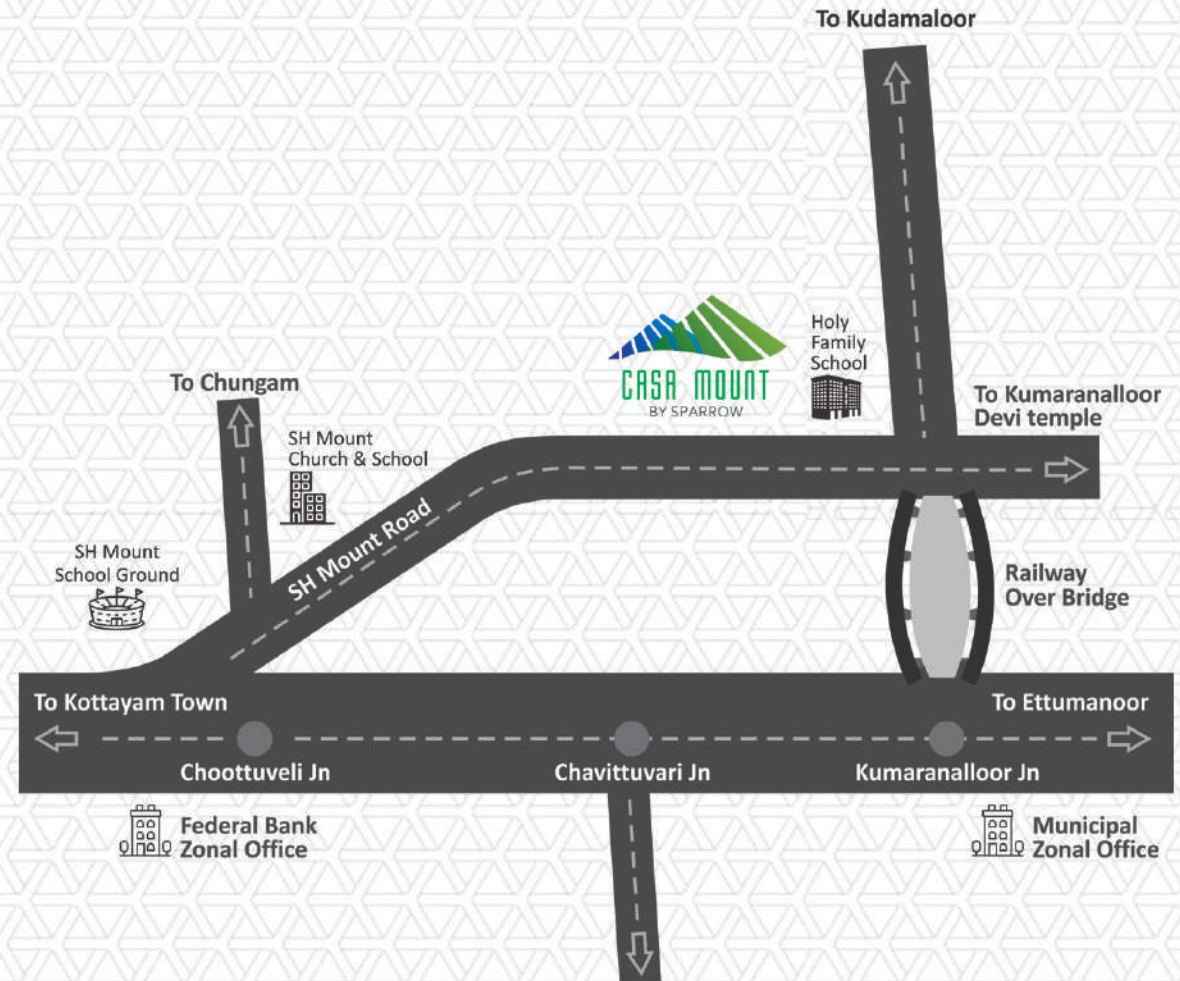 To Kudamaloor
Holy
Family
School
CASA MOUNT
BY SPARROW
To Chungam
To Kumaranalloor
Devi temple
SH Mount
Church & School
SH Mount Road
SH Mount
School Ground
Railway
Over Bridge
To Kottayam Town
To Ettumanoor
Choottuveli Jn
Chavittuvari Jn
Kumaranalloor Jn
Federal Bank
Zonal Office
Municipal
Zonal Office